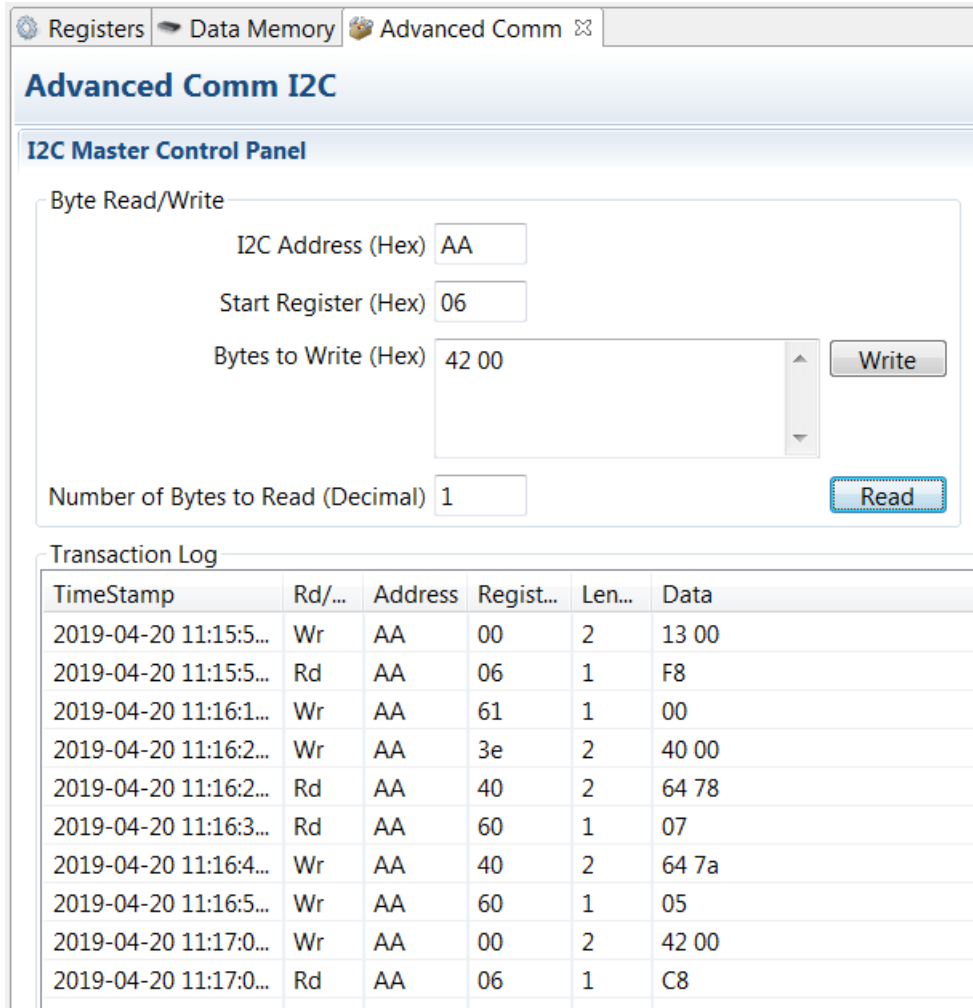 Registers Data Memory Advanced Comm
Advanced Comm I2C
I2C Master Control Panel
Byte Read/Write
I2C Address (Hex) AA
Start Register (Hex) 06
Bytes to Write (Hex) 42 00 Write
Number of Bytes to Read (Decimal) 1 Read
Transaction Log
TimeStamp Rd/... Address Regist... Len... Data
2019-04-20 11:15:5... Wr AA 00 2 13 00
2019-04-20 11:15:5... Rd AA 06 1 F8
2019-04-20 11:16:1... Wr AA 61 1 00
2019-04-20 11:16:2... Wr AA 3e 2 40 00
2019-04-20 11:16:2... Rd AA 40 2 64 78
2019-04-20 11:16:3... Rd AA 60 1 07
2019-04-20 11:16:4... Wr AA 40 2 64 7a
2019-04-20 11:16:5... Wr AA 60 1 05
2019-04-20 11:17:0... Wr AA 00 2 42 00
2019-04-20 11:17:0... Rd AA 06 1 C8